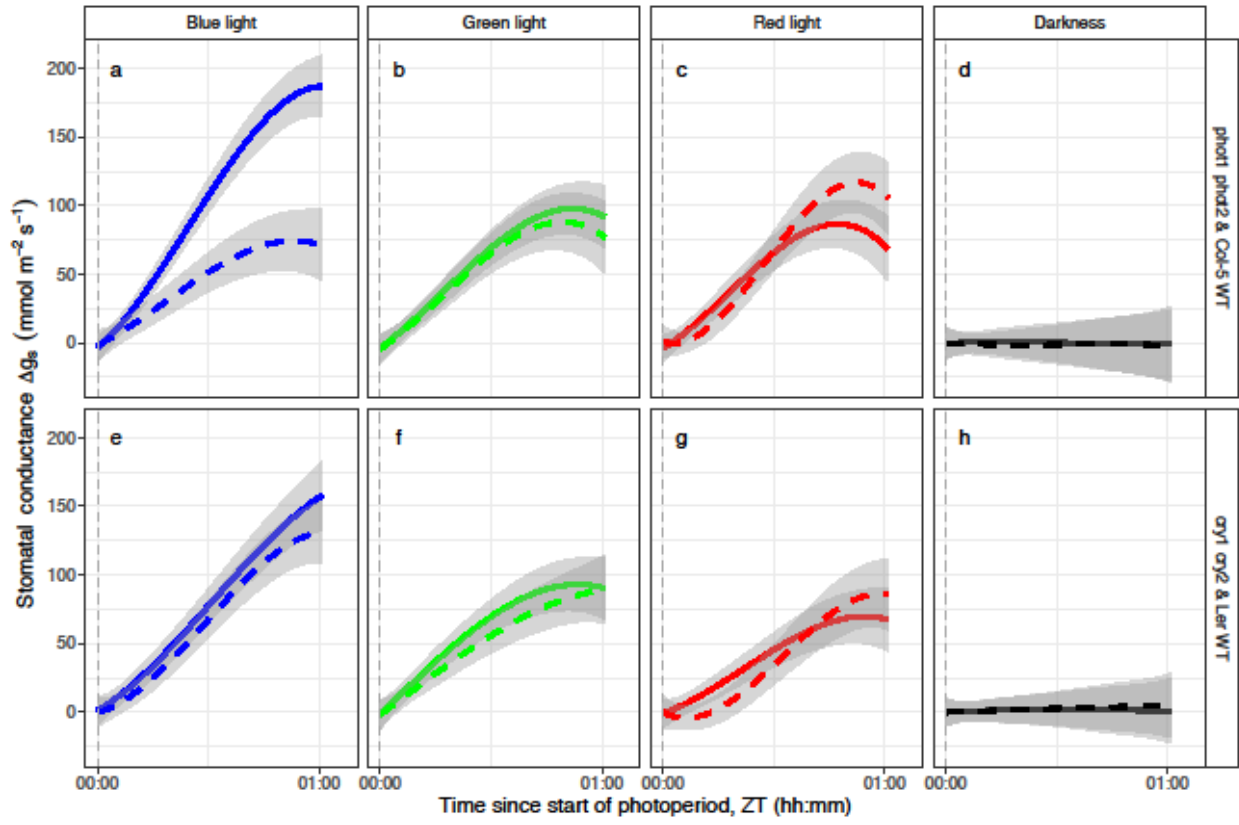 Blue light
Green light
Red light
Darkness
a
b
c
d
200
150
100
50
0
phot1 phot2 & Col-5 WT
Stomatal conductance Δgs (mmol m−2 s−1)
e
f
g
h
200
150
100
50
0
cry1 cry2 & Ler WT
00:00
01:00
00:00
01:00
00:00
01:00
00:00
01:00
Time since start of photoperiod, ZT (hh:mm)